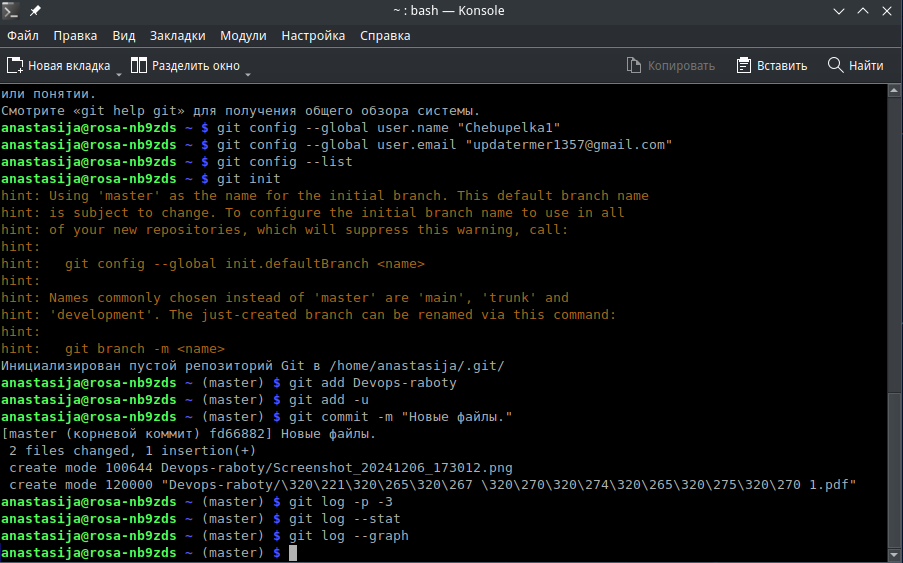 ~ : bash — Konsole
Файл Правка Вид Закладки Модули Настройка Справка
Новая вкладка Разделить окно Копировать Вставить Найти
или понятии.
Смотрите «git help git» для получения общего обзора системы.
anastasija@rosa-nb9zds ~ $ git config --global user.name "Chebupelka1"
anastasija@rosa-nb9zds ~ $ git config --global user.email "updatermer1357@gmail.com"
anastasija@rosa-nb9zds ~ $ git config --list
anastasija@rosa-nb9zds ~ $ git init
hint: Using 'master' as the name for the initial branch. This default branch name
hint: is subject to change. To configure the initial branch name to use in all
hint: of your new repositories, which will suppress this warning, call:
hint:
hint:   git config --global init.defaultBranch <name>
hint:
hint: Names commonly chosen instead of 'master' are 'main', 'trunk' and
hint: 'development'. The just-created branch can be renamed via this command:
hint:
hint:   git branch -m <name>
Инициализирован пустой репозиторий Git в /home/anastasija/.git/
anastasija@rosa-nb9zds ~ (master) $ git add Devops-raboty
anastasija@rosa-nb9zds ~ (master) $ git add -u
anastasija@rosa-nb9zds ~ (master) $ git commit -m "Новые файлы."
[master (корневой коммит) fd66882] Новые файлы.
 2 files changed, 1 insertion(+)
 create mode 100644 Devops-raboty/Screenshot_20241206_173012.png
 create mode 120000 "Devops-raboty/\320\221\320\265\320\267 \320\270\320\274\320\265\320\275\320\270 1.pdf"
anastasija@rosa-nb9zds ~ (master) $ git log -p -3
anastasija@rosa-nb9zds ~ (master) $ git log --stat
anastasija@rosa-nb9zds ~ (master) $ git log --graph
anastasija@rosa-nb9zds ~ (master) $